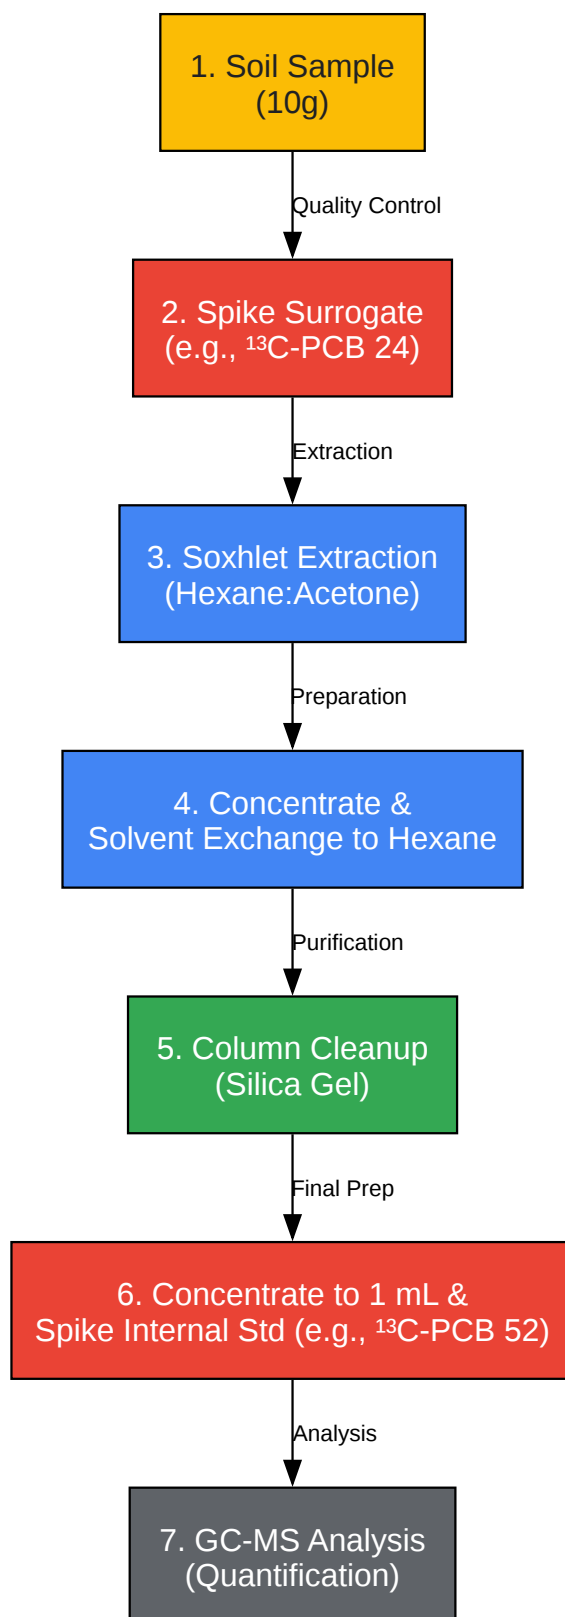 1. Soil Sample
(10g)
Quality Control
2. Spike Surrogate
(e.g., ¹³C-PCB 24)
Extraction
3. Soxhlet Extraction
(Hexane:Acetone)
Preparation
4. Concentrate &
Solvent Exchange to Hexane
Purification
5. Column Cleanup
(Silica Gel)
Final Prep
6. Concentrate to 1 mL &
Spike Internal Std (e.g., ¹³C-PCB 52)
Analysis
7. GC-MS Analysis
(Quantification)